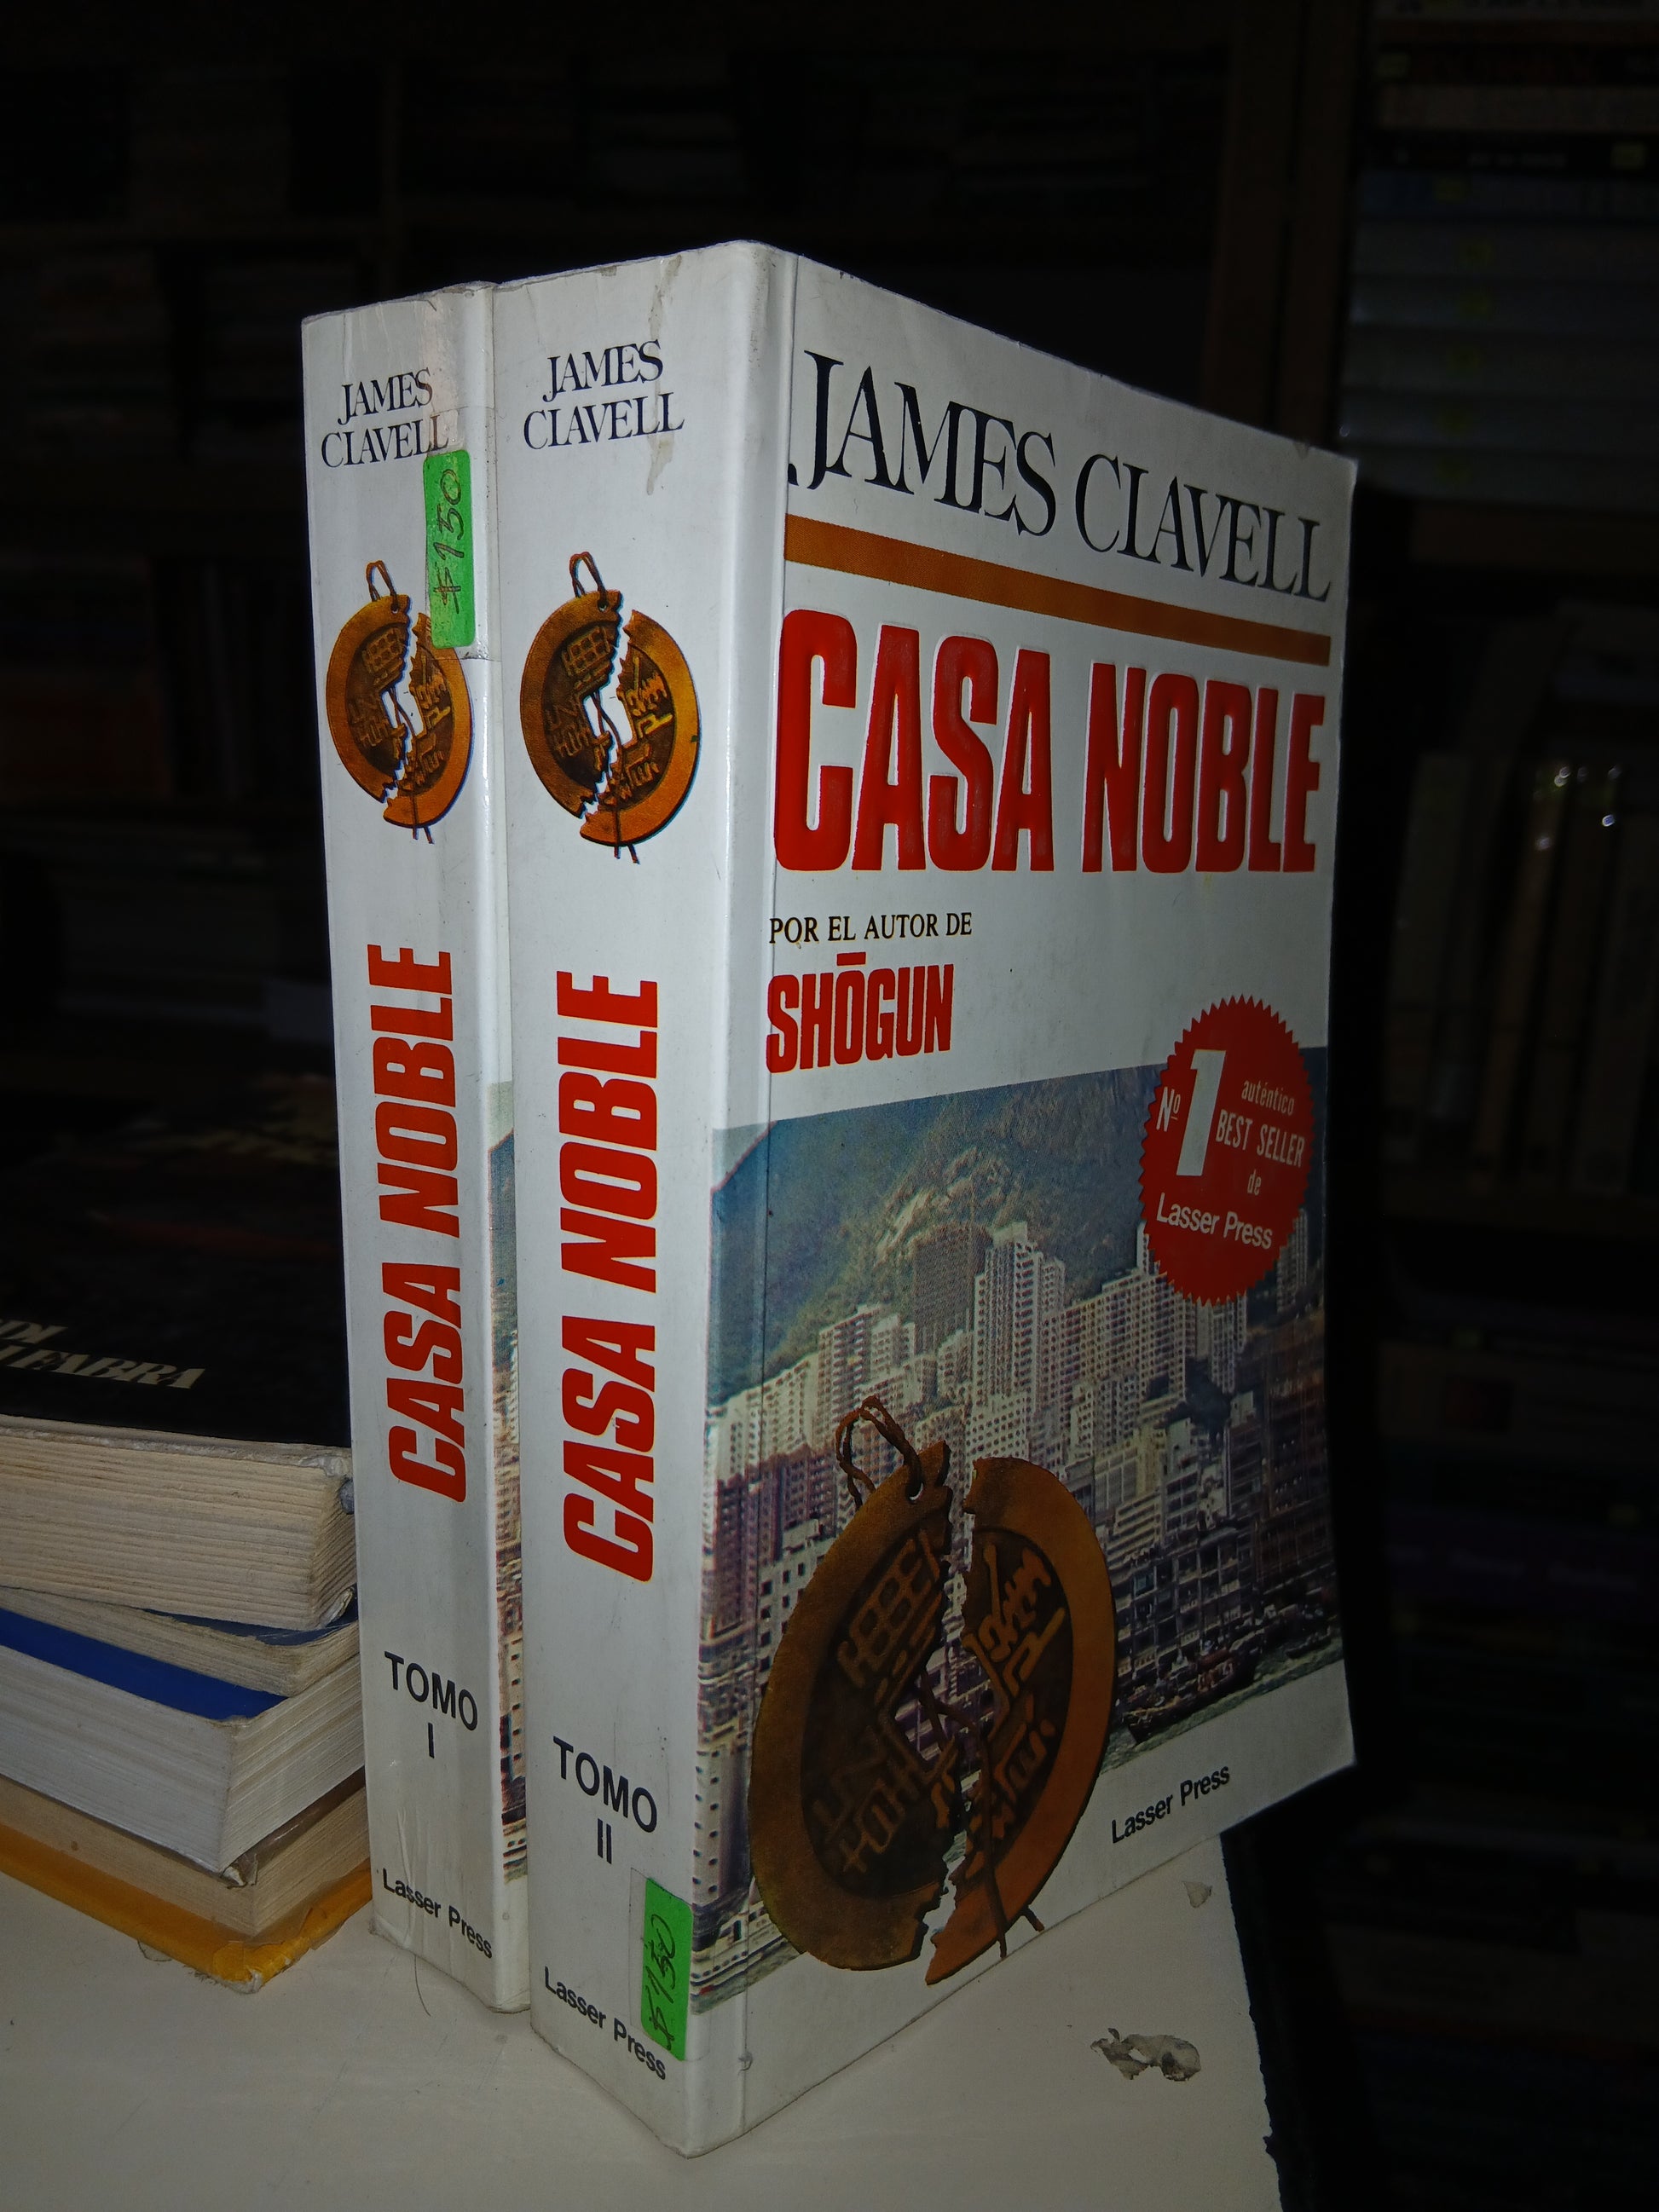 JAMES
CLAVELL
$150
CASA NOBLE
TOMO
I
Lasser Press
JAMES
CLAVELL
CASA NOBLE
TOMO
II
$150
Lasser Press
JAMES CLAVELL
CASA NOBLE
POR EL AUTOR DE
SHŌGUN
Nº 1 auténtico
BEST SELLER
de
Lasser Press
Lasser Press